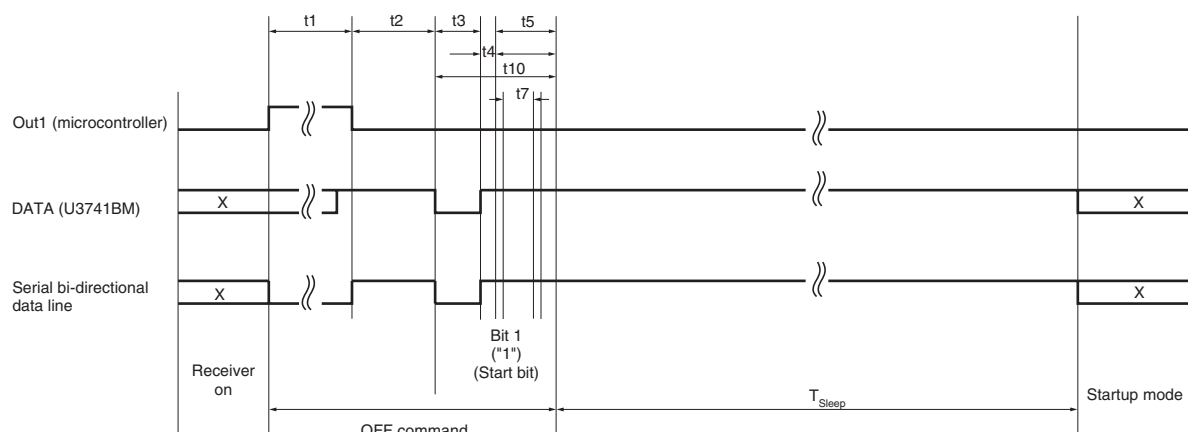 t1
t2
t3
t5
t4
t10
t7
Out1 (microcontroller)
DATA (U3741BM)
X
X
Serial bi-directional
data line
X
X
Bit 1
("1")
(Start bit)
Receiver
on
TSleep
Startup mode
OFF command